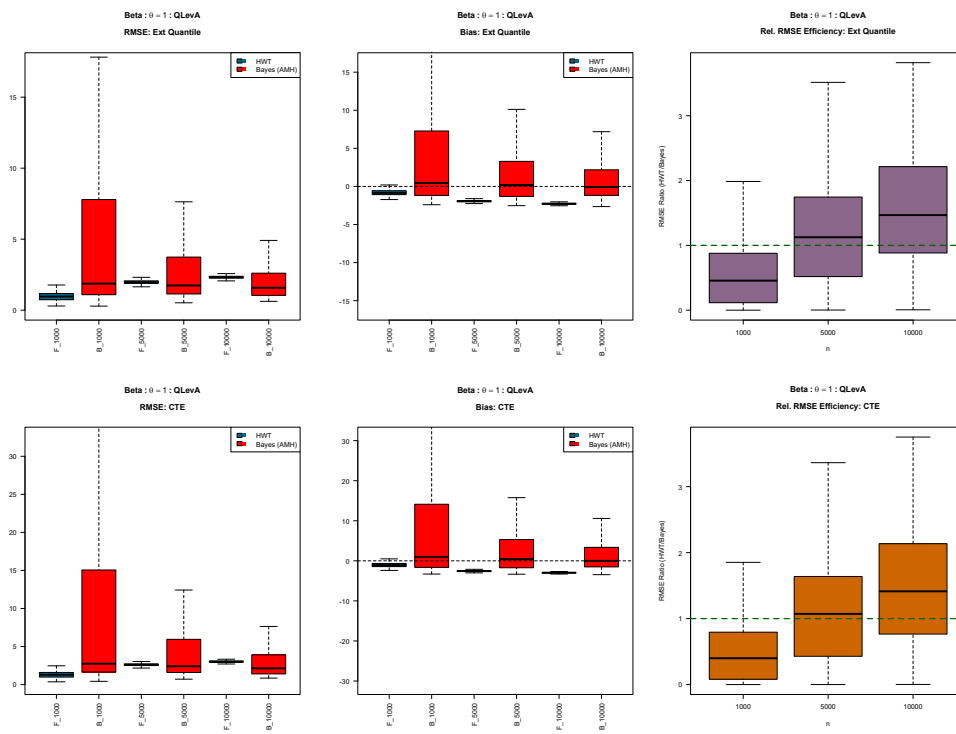 Beta : θ = 1 : QLevA
RMSE: Ext Quantile
HWT
Bayes (AMH)
15
10
5
0
F_1000
B_1000
F_5000
B_5000
F_10000
B_10000
Beta : θ = 1 : QLevA
Bias: Ext Quantile
HWT
Bayes (AMH)
15
10
5
0
-5
-10
-15
F_1000
B_1000
F_5000
B_5000
F_10000
B_10000
Beta : θ = 1 : QLevA
Rel. RMSE Efficiency: Ext Quantile
RMSE Ratio (HWT/Bayes)
3
2
1
0
1000
5000
10000
n
Beta : θ = 1 : QLevA
RMSE: CTE
HWT
Bayes (AMH)
30
25
20
15
10
5
0
F_1000
B_1000
F_5000
B_5000
F_10000
B_10000
Beta : θ = 1 : QLevA
Bias: CTE
HWT
Bayes (AMH)
30
20
10
0
-10
-20
-30
F_1000
B_1000
F_5000
B_5000
F_10000
B_10000
Beta : θ = 1 : QLevA
Rel. RMSE Efficiency: CTE
RMSE Ratio (HWT/Bayes)
3
2
1
0
1000
5000
10000
n